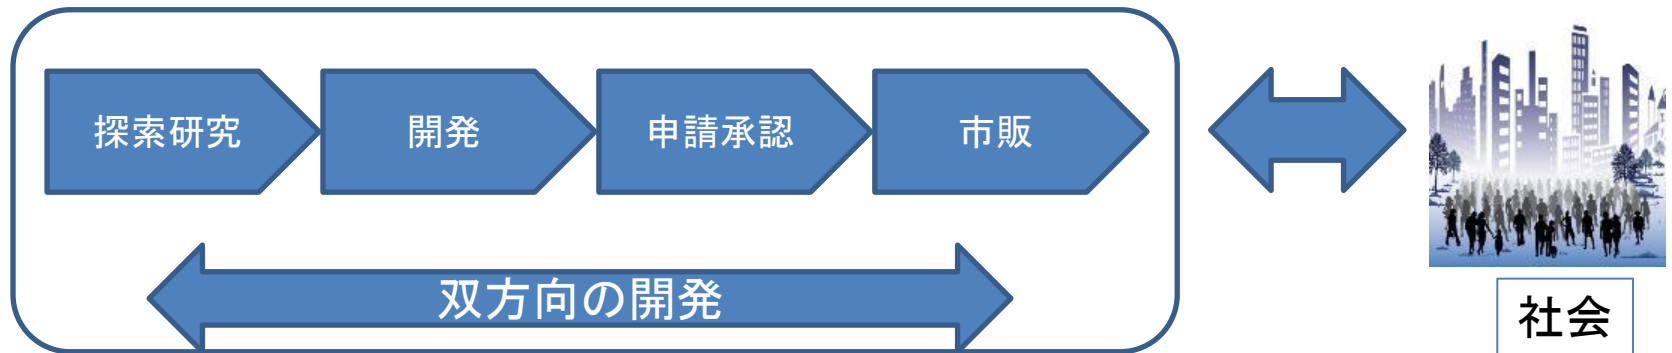 探索研究
開発
申請承認
市販
双方向の開発
社会